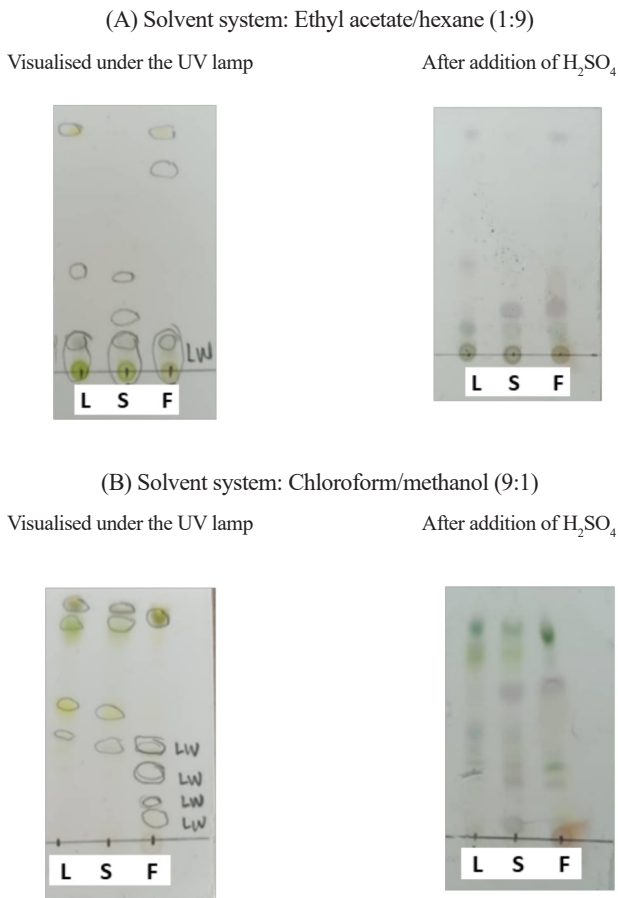 (A) Solvent system: Ethyl acetate/hexane (1:9)
Visualised under the UV lamp
After addition of H₂SO₄
LW
L S F
L S F
(B) Solvent system: Chloroform/methanol (9:1)
Visualised under the UV lamp
After addition of H₂SO₄
LW
LW
LW
LW
L S F
L S F